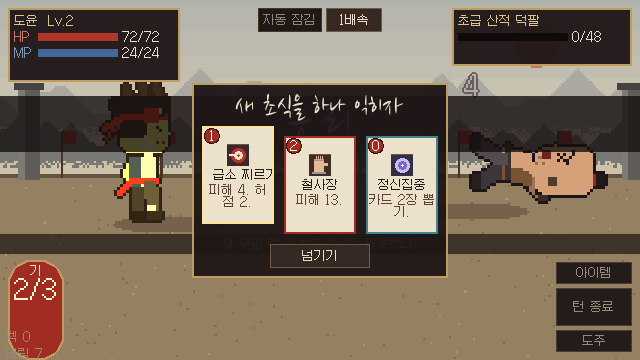 도윤 Lv.2
HP 72/72
MP 24/24
자동 잠김
1배속
초급 산적 덕팔
0/48
4
새 초식을 하나 익히자
1
급소 찌르기
피해 4. 허점 2.
2
철사장
피해 13.
0
정신집중
카드 2장 뽑기.
넘기기
기
2/3
덱 0
7
아이템
턴 종료
도주